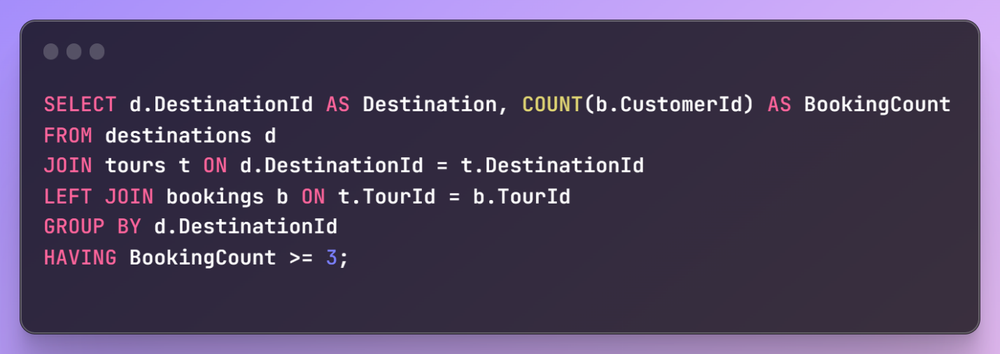 SELECT d.DestinationId AS Destination, COUNT(b.CustomerId) AS BookingCount
FROM destinations d
JOIN tours t ON d.DestinationId = t.DestinationId
LEFT JOIN bookings b ON t.TourId = b.TourId
GROUP BY d.DestinationId
HAVING BookingCount >= 3;